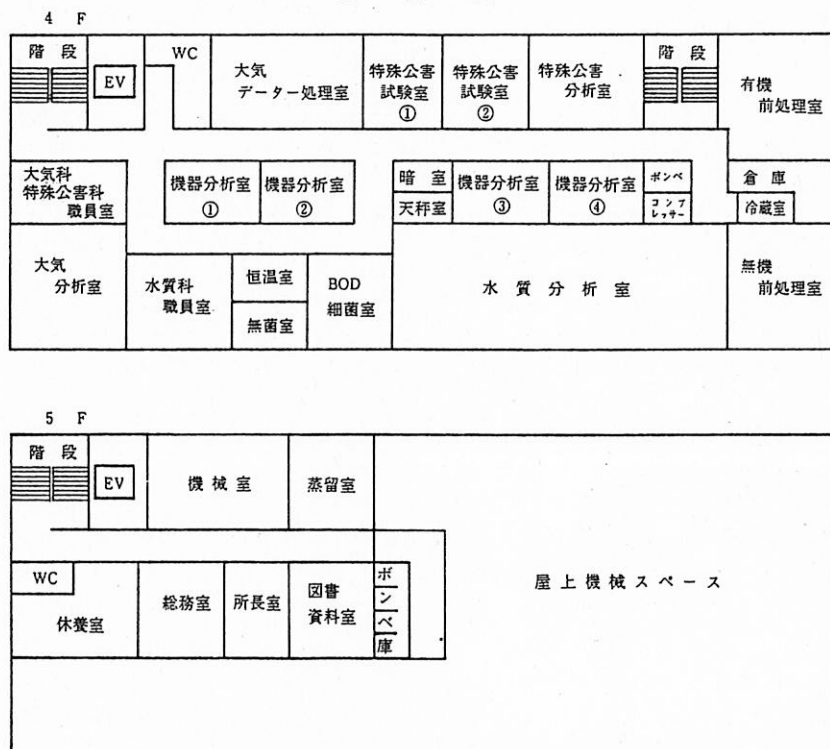 4 F
階段
EV
WC
大気
データー処理室
特殊公害
試験室
①
特殊公害
試験室
②
特殊公害
分析室
階段
有機
前処理室
大気科
特殊公害科
職員室
機器分析室
①
機器分析室
②
暗室
天秤室
機器分析室
③
機器分析室
④
ボンベ
コンプ
レッサー
倉庫
冷蔵室
大気
分析室
水質科
職員室
恒温室
無菌室
BOD
細菌室
水質分析室
無機
前処理室
5 F
階段
EV
機械室
蒸留室
WC
休養室
総務室
所長室
図書
資料室
ボンベ庫
屋上機械スペース